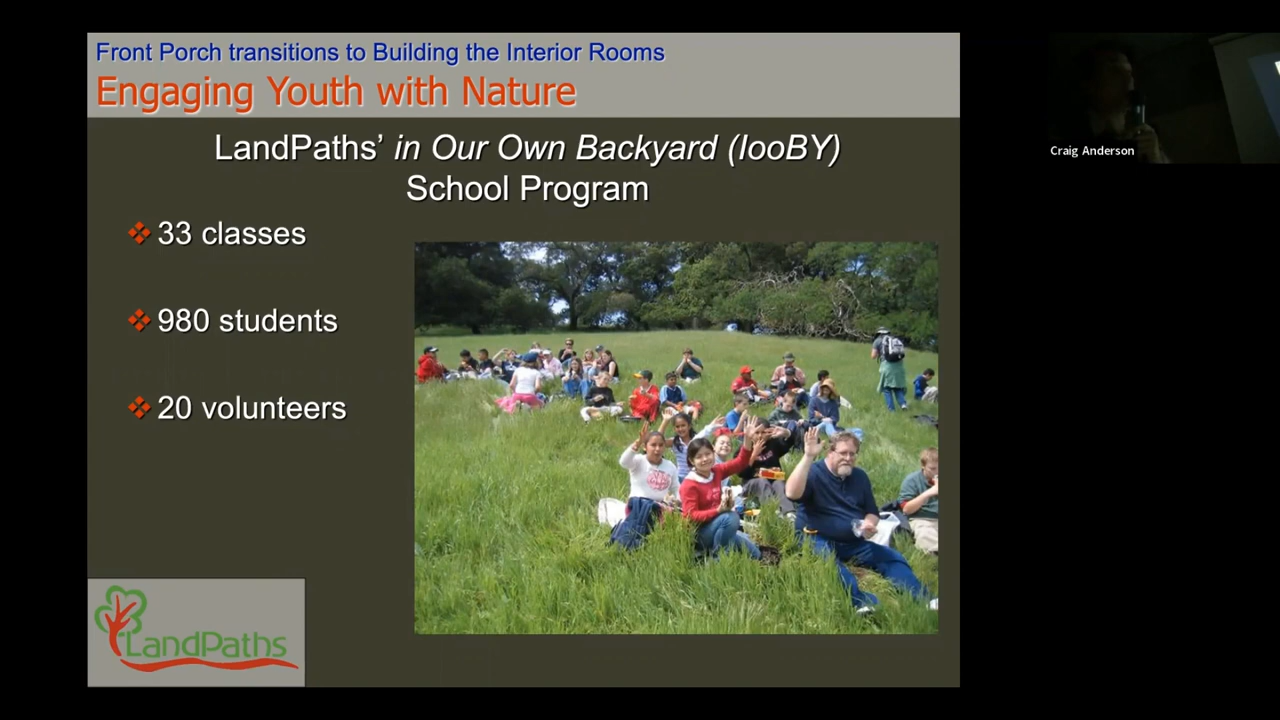 Front Porch transitions to Building the Interior Rooms
Engaging Youth with Nature
LandPaths’ in Our Own Backyard (IooBY)
School Program
33 classes
980 students
20 volunteers
LandPaths
Craig Anderson